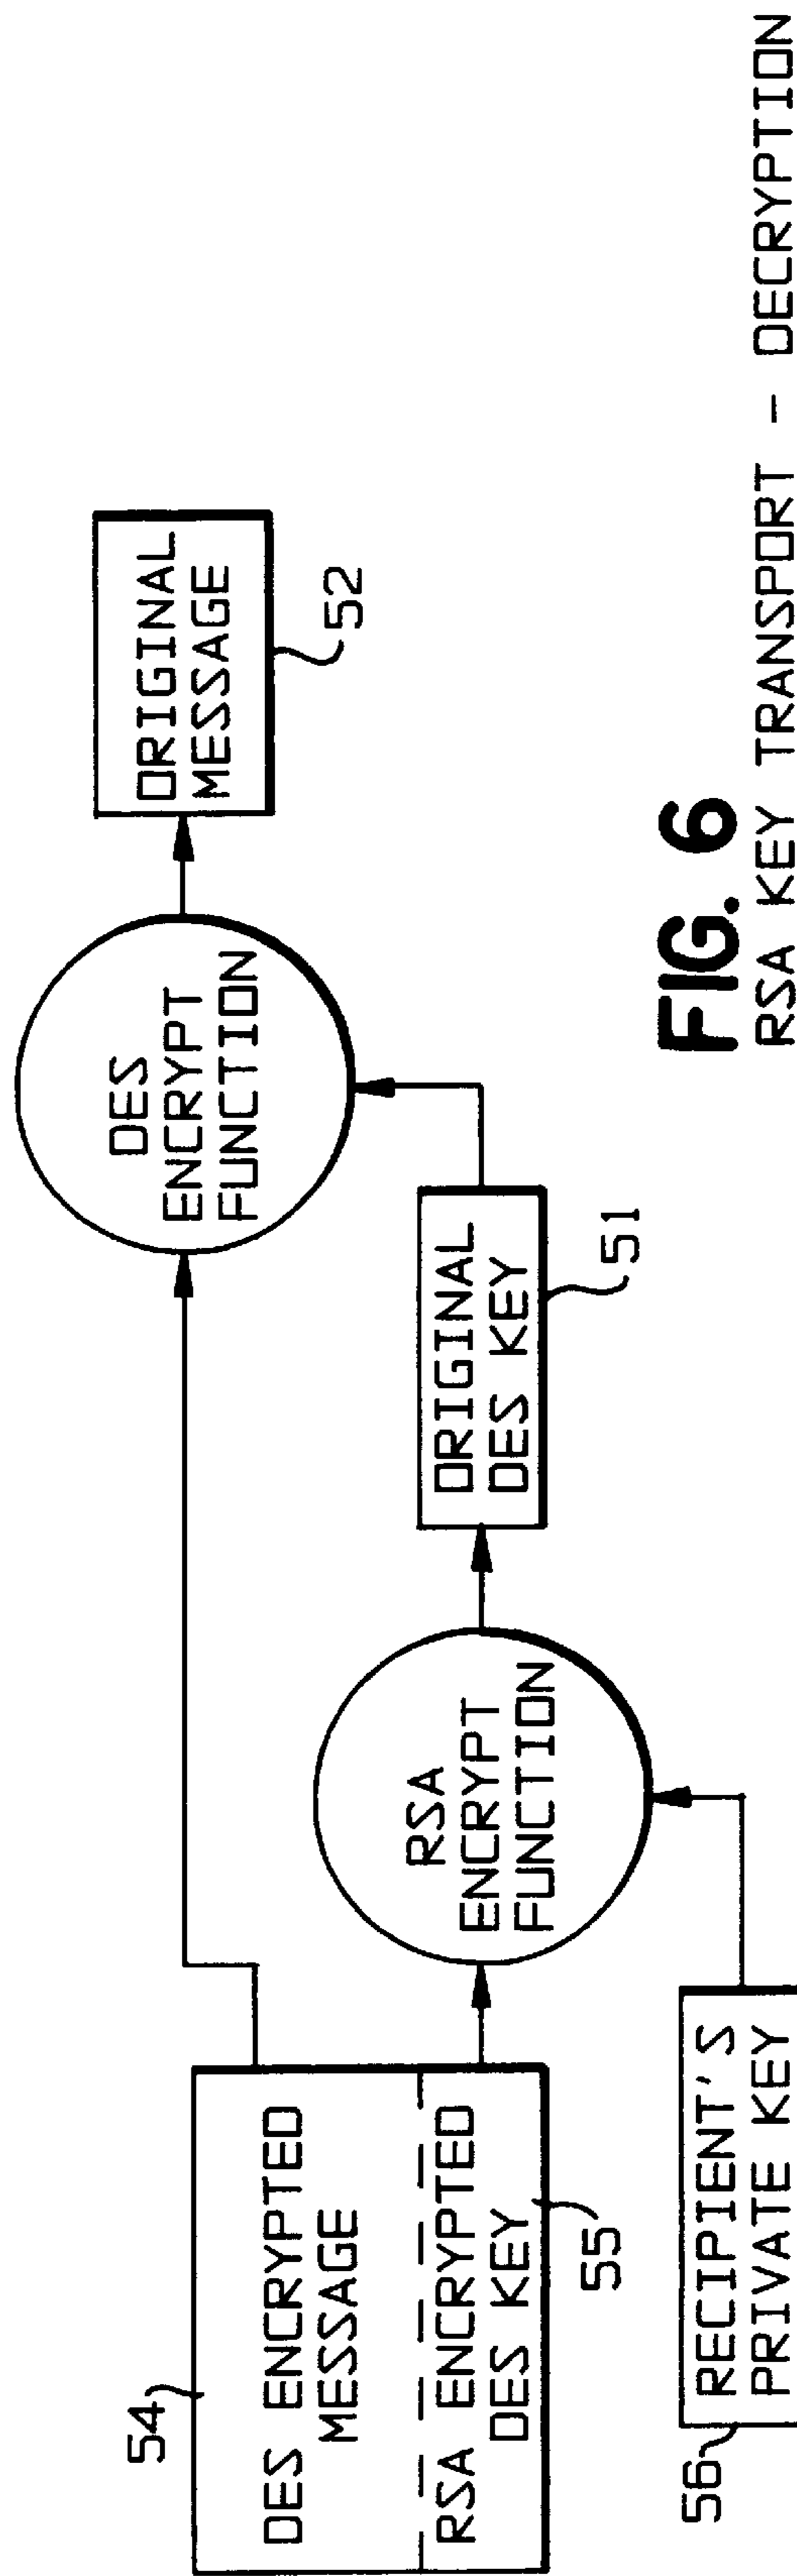 54
DES ENCRYPTED
MESSAGE
RSA ENCRYPTED
DES KEY
55
56
RECIPIENT'S
PRIVATE KEY
RSA
ENCRYPT
FUNCTION
ORIGINAL
DES KEY
51
DES
ENCRYPT
FUNCTION
ORIGINAL
MESSAGE
52
FIG. 6
RSA KEY TRANSPORT - DECRYPTION